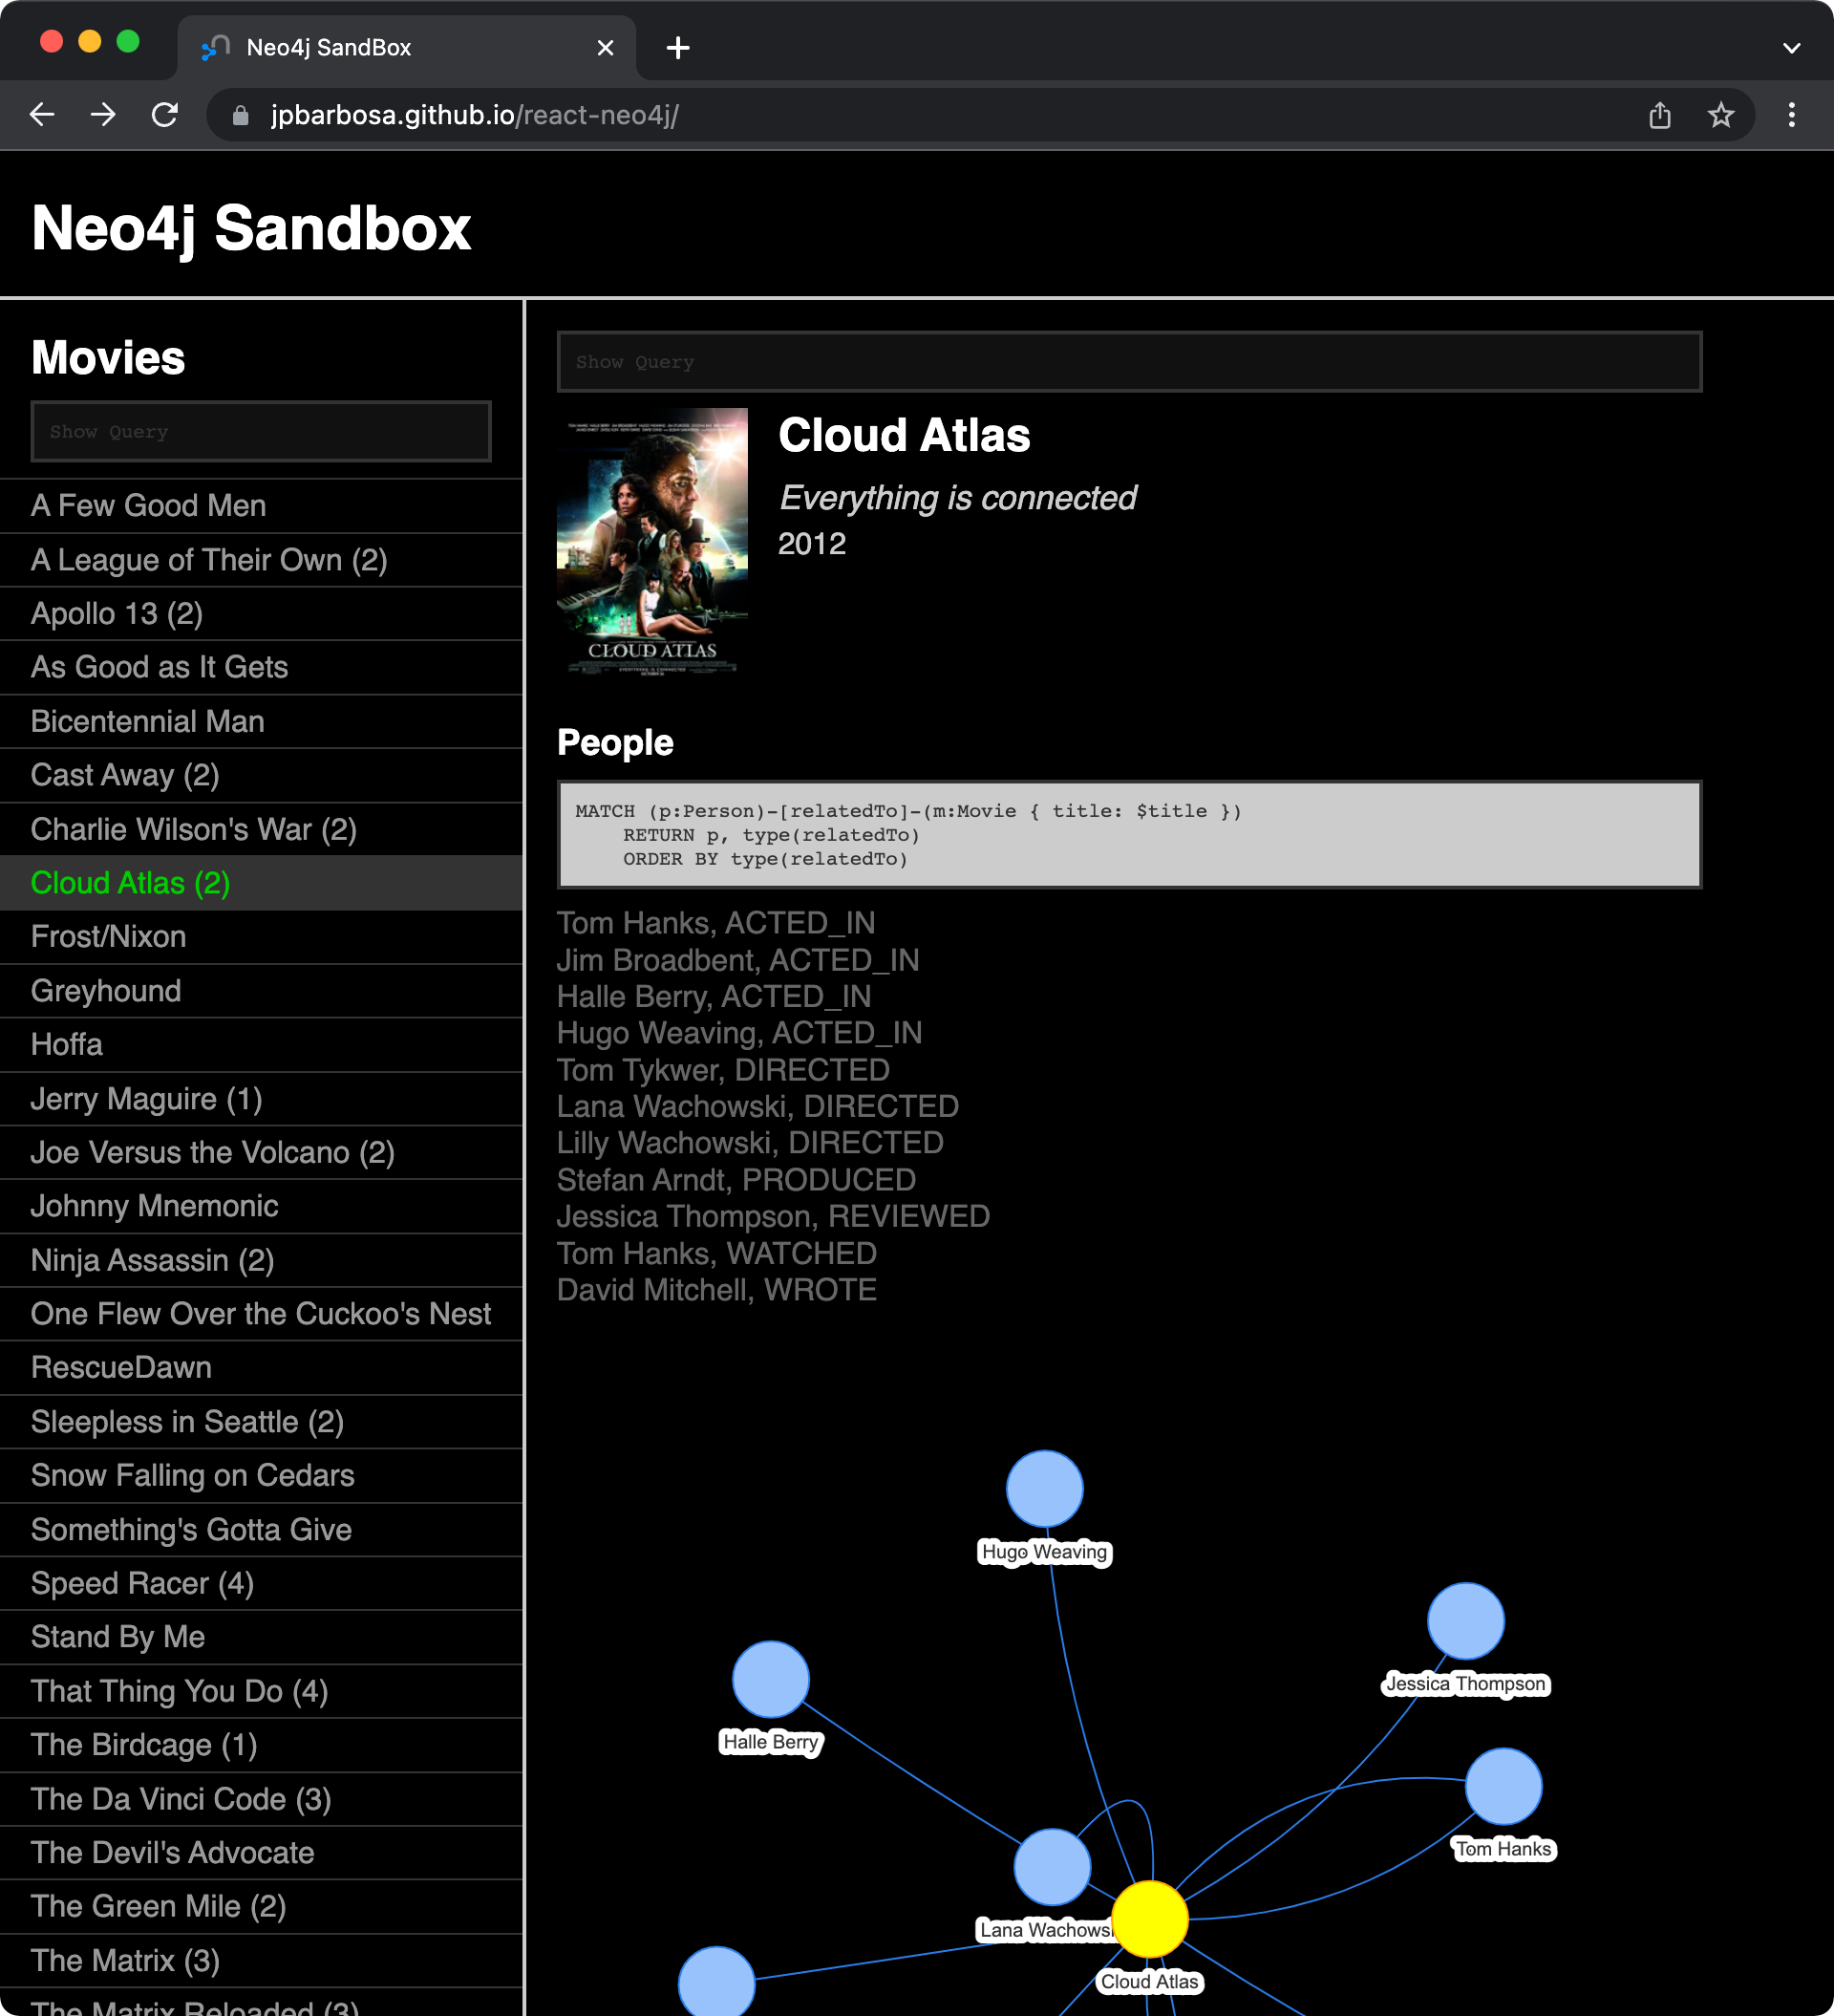 Neo4j SandBox
jpbarbosa.github.io/react-neo4j/
Neo4j Sandbox
Movies
Show Query
A Few Good Men
A League of Their Own (2)
Apollo 13 (2)
As Good as It Gets
Bicentennial Man
Cast Away (2)
Charlie Wilson's War (2)
Cloud Atlas (2)
Frost/Nixon
Greyhound
Hoffa
Jerry Maguire (1)
Joe Versus the Volcano (2)
Johnny Mnemonic
Ninja Assassin (2)
One Flew Over the Cuckoo's Nest
RescueDawn
Sleepless in Seattle (2)
Snow Falling on Cedars
Something's Gotta Give
Speed Racer (4)
Stand By Me
That Thing You Do (4)
The Birdcage (1)
The Da Vinci Code (3)
The Devil's Advocate
The Green Mile (2)
The Matrix (3)
The Matrix Reloaded (3)
Show Query
CLOUD ATLAS
EVERYTHING IS CONNECTED
OCTOBER 26
Cloud Atlas
Everything is connected
2012
People
MATCH (p:Person)-[relatedTo]-(m:Movie { title: $title })
RETURN p, type(relatedTo)
ORDER BY type(relatedTo)
Tom Hanks, ACTED_IN
Jim Broadbent, ACTED_IN
Halle Berry, ACTED_IN
Hugo Weaving, ACTED_IN
Tom Tykwer, DIRECTED
Lana Wachowski, DIRECTED
Lilly Wachowski, DIRECTED
Stefan Arndt, PRODUCED
Jessica Thompson, REVIEWED
Tom Hanks, WATCHED
David Mitchell, WROTE
Hugo Weaving
Jessica Thompson
Halle Berry
Tom Hanks
Lana Wachowsk
Cloud Atlas